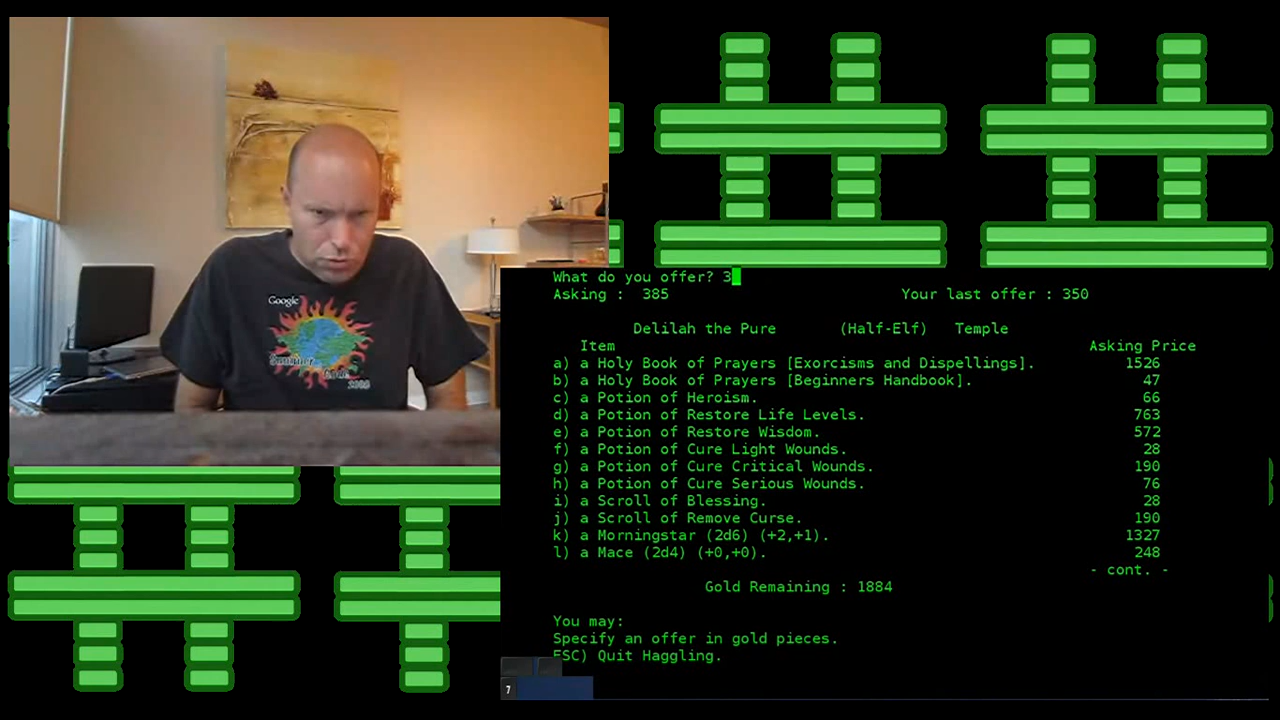 Google
Summer
Code
What do you offer? 3
Asking :  385 Your last offer : 350
Delilah the Pure (Half-Elf) Temple
Item Asking Price
a) a Holy Book of Prayers [Exorcisms and Dispellings]. 1526
b) a Holy Book of Prayers [Beginners Handbook]. 47
c) a Potion of Heroism. 66
d) a Potion of Restore Life Levels. 763
e) a Potion of Restore Wisdom. 572
f) a Potion of Cure Light Wounds. 28
g) a Potion of Cure Critical Wounds. 190
h) a Potion of Cure Serious Wounds. 76
i) a Scroll of Blessing. 28
j) a Scroll of Remove Curse. 190
k) a Morningstar (2d6) (+2,+1). 1327
l) a Mace (2d4) (+0,+0). 248
- cont. -
Gold Remaining : 1884
You may:
Specify an offer in gold pieces.
ESC) Quit Haggling.
7